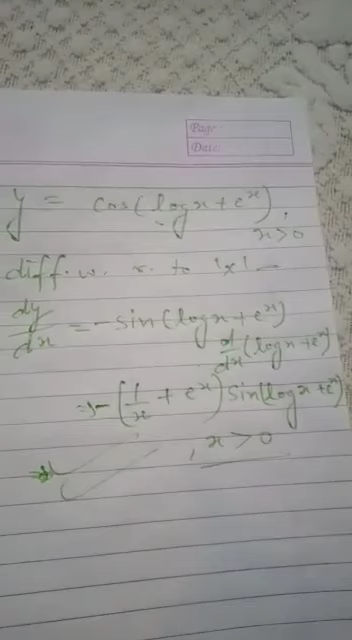 Page:
Date:
y = cos(log x + e^x),
x > 0
diff. w. r. to 'x' -
dy/dx = -sin(log x + e^x)
d/dx (log x + e^x)
⇒ -(1/x + e^x) sin(log x + e^x)
, x > 0